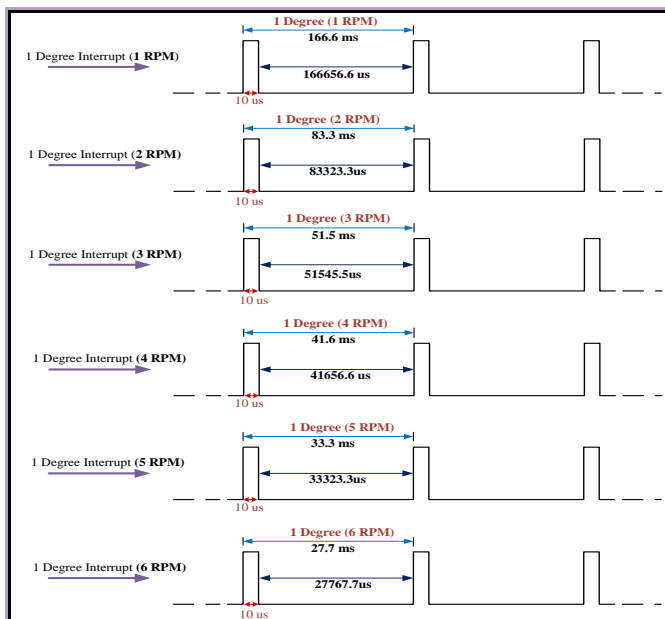 1 Degree (1 RPM)
166.6 ms
1 Degree Interrupt (1 RPM)
166656.6 us
10 us
1 Degree (2 RPM)
83.3 ms
1 Degree Interrupt (2 RPM)
83323.3us
10 us
1 Degree (3 RPM)
51.5 ms
1 Degree Interrupt (3 RPM)
51545.5us
10 us
1 Degree (4 RPM)
41.6 ms
1 Degree Interrupt (4 RPM)
41656.6 us
10 us
1 Degree (5 RPM)
33.3 ms
1 Degree Interrupt (5 RPM)
33323.3us
10 us
1 Degree (6 RPM)
27.7 ms
1 Degree Interrupt (6 RPM)
27767.7us
10 us